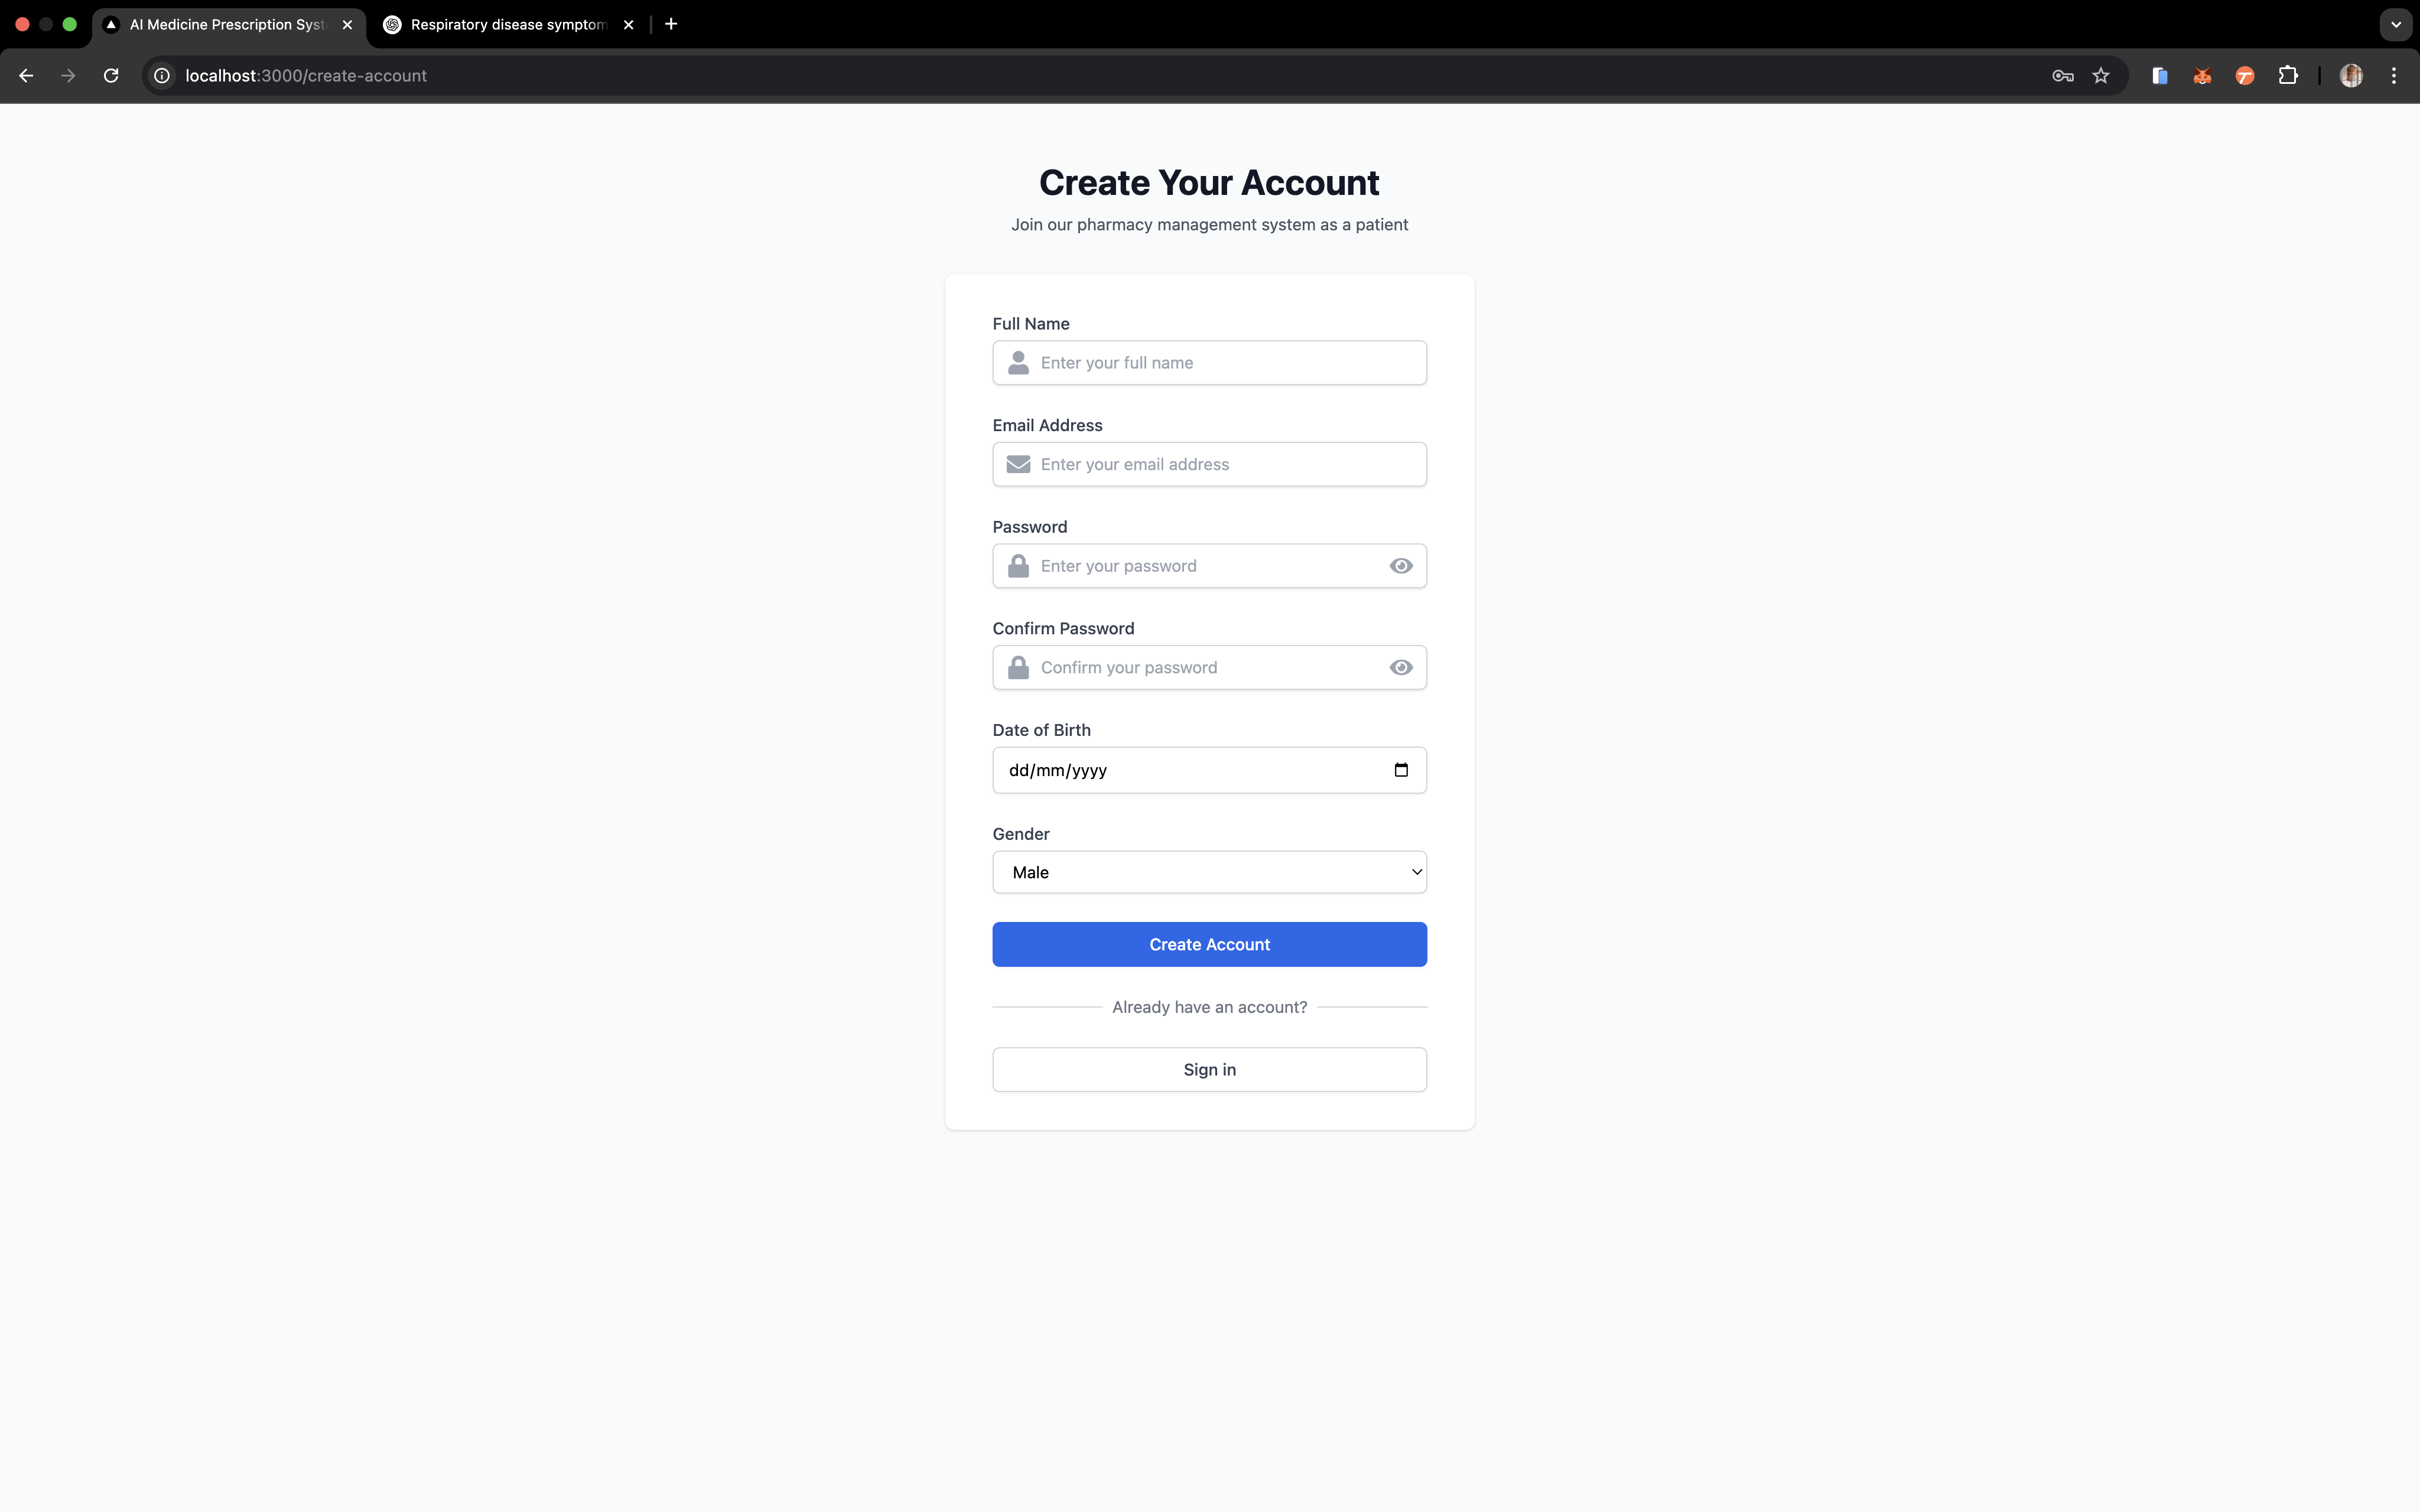 AI Medicine Prescription Syst
Respiratory disease symptom
localhost:3000/create-account
Create Your Account
Join our pharmacy management system as a patient
Full Name
Enter your full name
Email Address
Enter your email address
Password
Enter your password
Confirm Password
Confirm your password
Date of Birth
dd/mm/yyyy
Gender
Male
Create Account
Already have an account?
Sign in